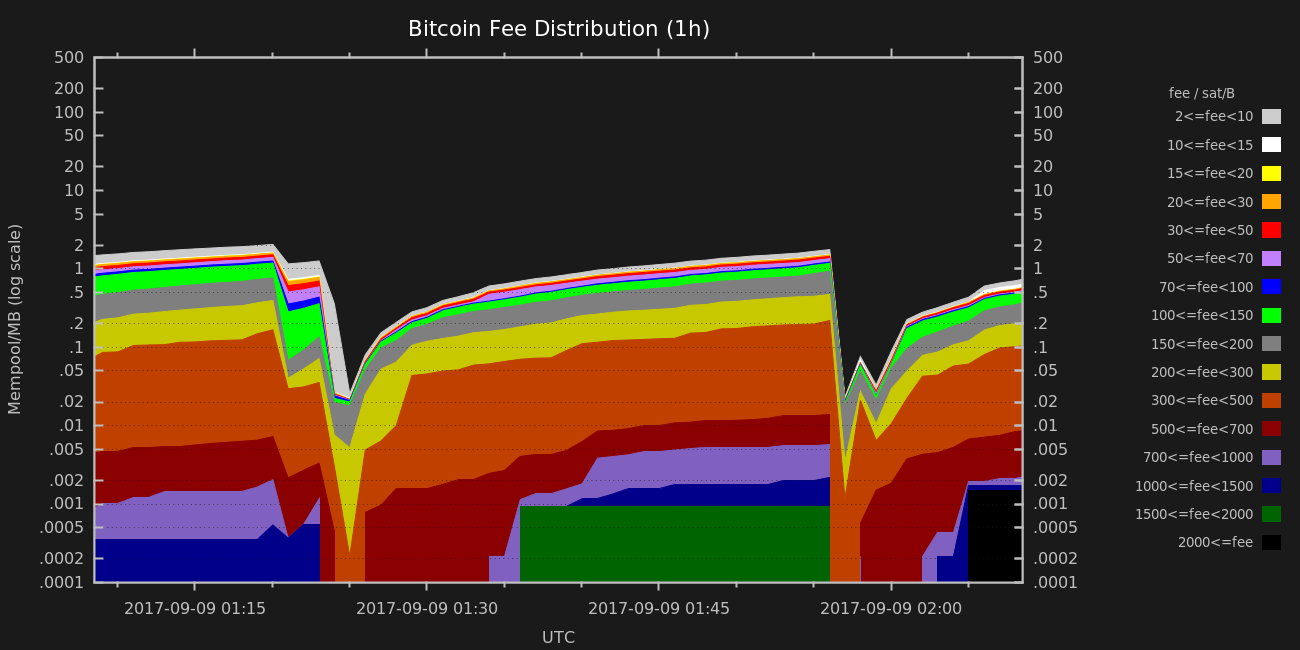 Bitcoin Fee Distribution (1h)
Mempool/MB (log scale)
500
200
100
50
20
10
5
2
1
.5
.2
.1
.05
.02
.01
.005
.002
.001
.0005
.0002
.0001
500
200
100
50
20
10
5
2
1
.5
.2
.1
.05
.02
.01
.005
.002
.001
.0005
.0002
.0001
2017-09-09 01:15 2017-09-09 01:30 2017-09-09 01:45 2017-09-09 02:00
UTC
fee / sat/B
2<=fee<10
10<=fee<15
15<=fee<20
20<=fee<30
30<=fee<50
50<=fee<70
70<=fee<100
100<=fee<150
150<=fee<200
200<=fee<300
300<=fee<500
500<=fee<700
700<=fee<1000
1000<=fee<1500
1500<=fee<2000
2000<=fee